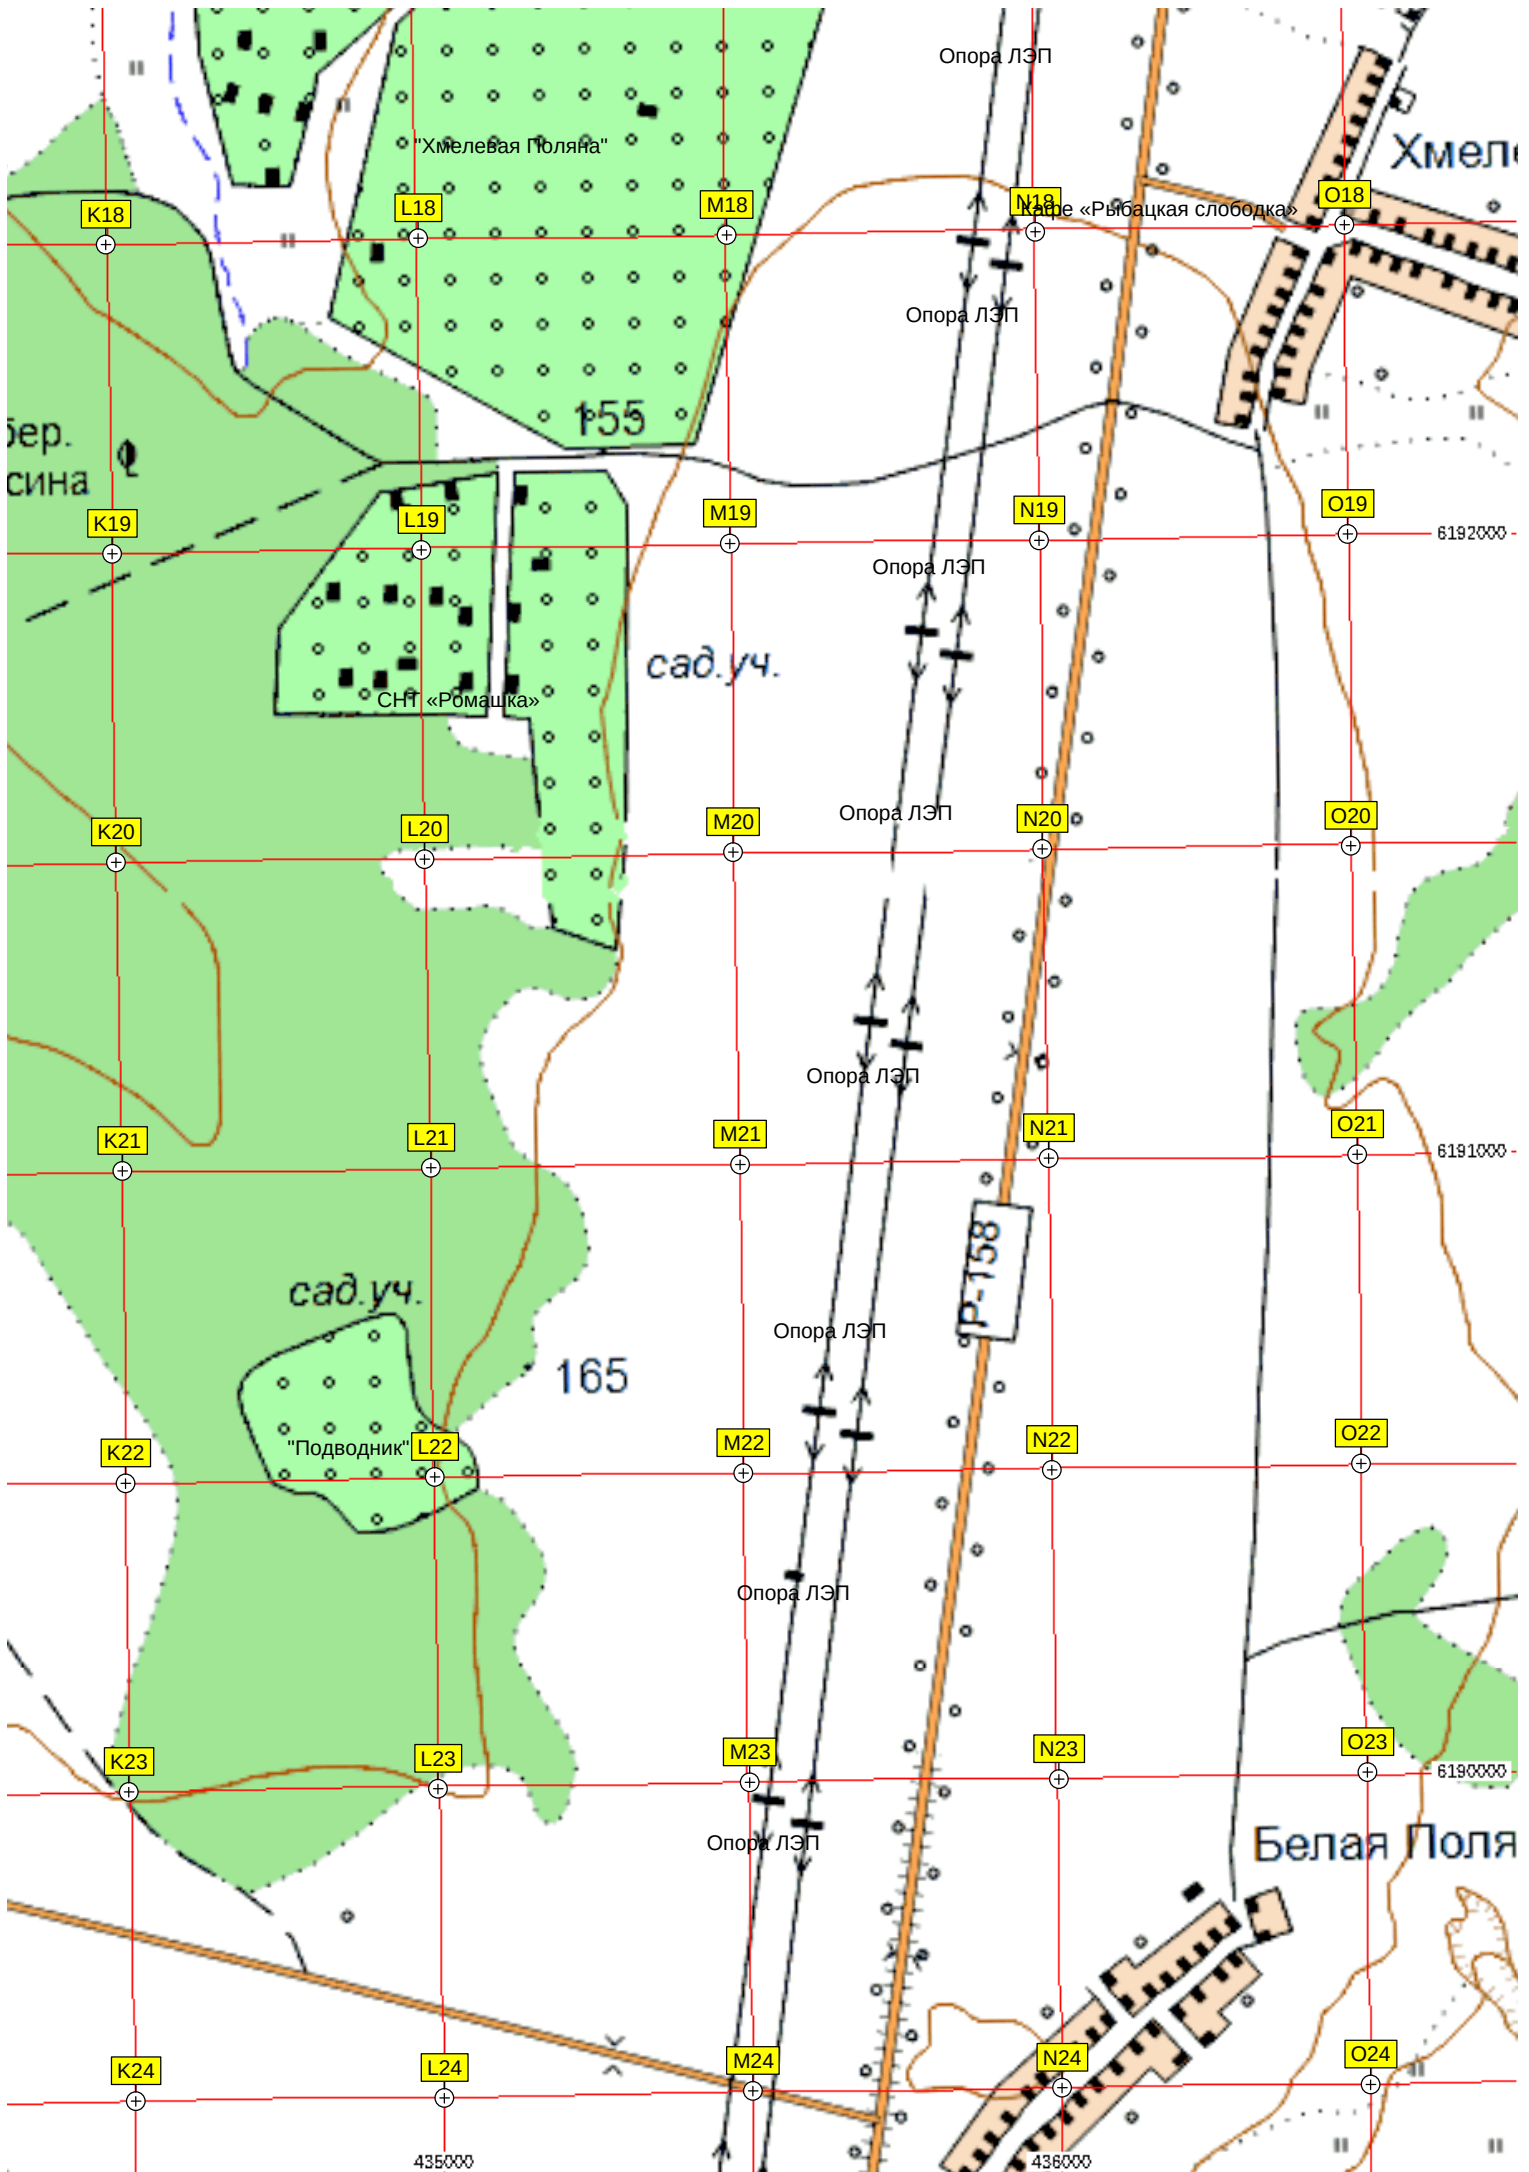 Опора ЛЭП
"Хмелевая Поляна"
Хмеле
K18
L18
M18
N18
Кафе «Рыбацкая слободка»
O18
Опора ЛЭП
155
бер.
сина
K19
L19
M19
N19
O19
6192000
Опора ЛЭП
сад.уч.
СНТ «Ромашка»
Опора ЛЭП
K20
L20
M20
N20
O20
Опора ЛЭП
K21
L21
M21
N21
O21
6191000
Р-158
сад.уч.
Опора ЛЭП
165
"Подводник"
K22
L22
M22
N22
O22
Опора ЛЭП
K23
L23
M23
N23
O23
6190000
Опора ЛЭП
Белая Поля
K24
L24
M24
N24
O24
435000
436000